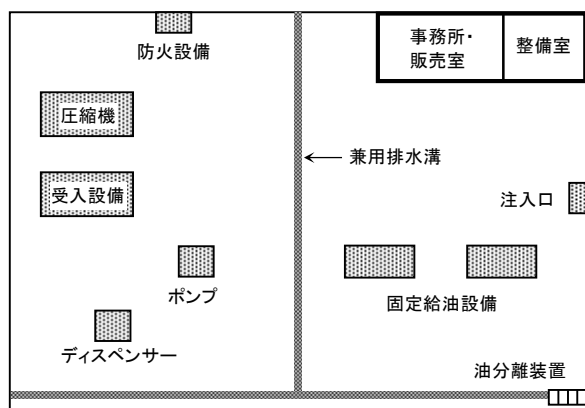 防火設備
事務所・
販売室
整備室
圧縮機
兼用排水溝
受入設備
注入口
ポンプ
固定給油設備
ディスペンサー
油分離装置